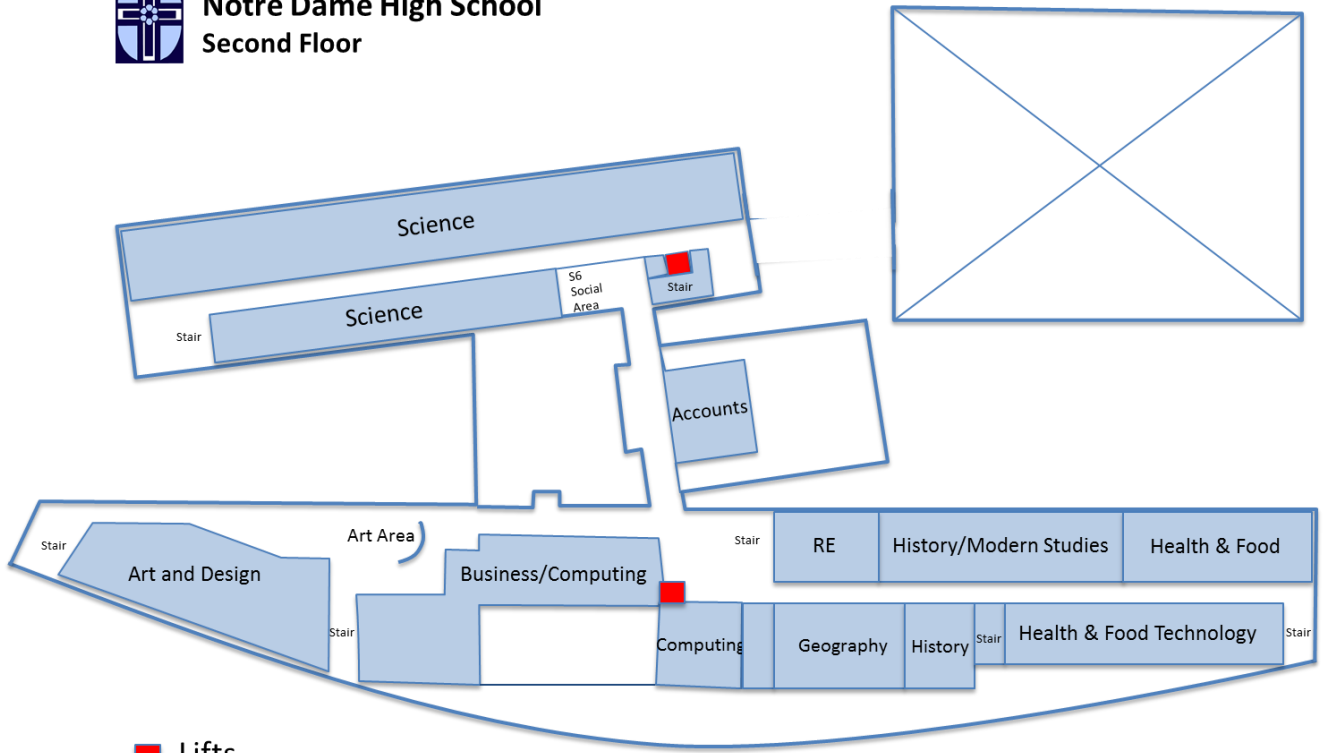 Notre Dame High School
Second Floor
Science
S6
Social
Area
Stair
Science
Stair
Accounts
Art Area
Stair
RE
History/Modern Studies
Health & Food
Stair
Art and Design
Business/Computing
Stair
Computing
Geography
History
Stair
Health & Food Technology
Stair
Lifts